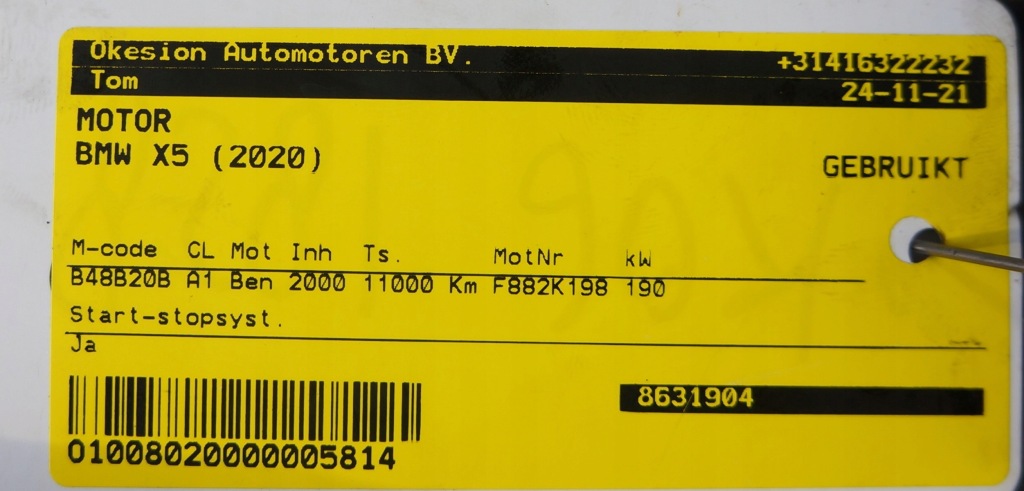 Okesion Automotoren BV. +31416322232
Tom 24-11-21
MOTOR
BMW X5 (2020)
GEBRUIKT
M-code CL Mot Inh Ts. MotNr kW
B48B20B A1 Ben 2000 11000 Km F882K198 190
Start-stopsyst.
Ja
8631904
01008020000005814